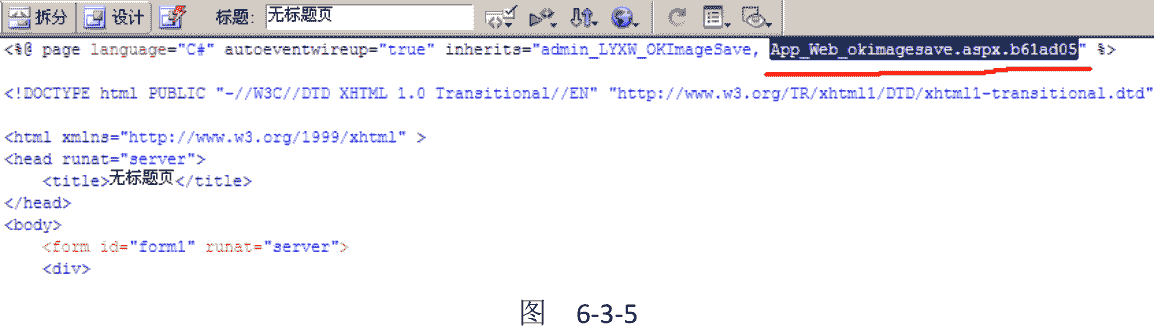 拆分 设计 标题: 无标题页
<%@ page language="C#" autoeventwireup="true" inherits="admin_LYXW_OKImageSave, App_Web_okimagesave.aspx.b61ad05" %>
<!DOCTYPE html PUBLIC "-//W3C//DTD XHTML 1.0 Transitional//EN" "http://www.w3.org/TR/xhtml1/DTD/xhtml1-transitional.dtd"
<html xmlns="http://www.w3.org/1999/xhtml" >
<head runat="server">
<title>无标题页</title>
</head>
<body>
<form id="form1" runat="server">
<div>
图 6-3-5